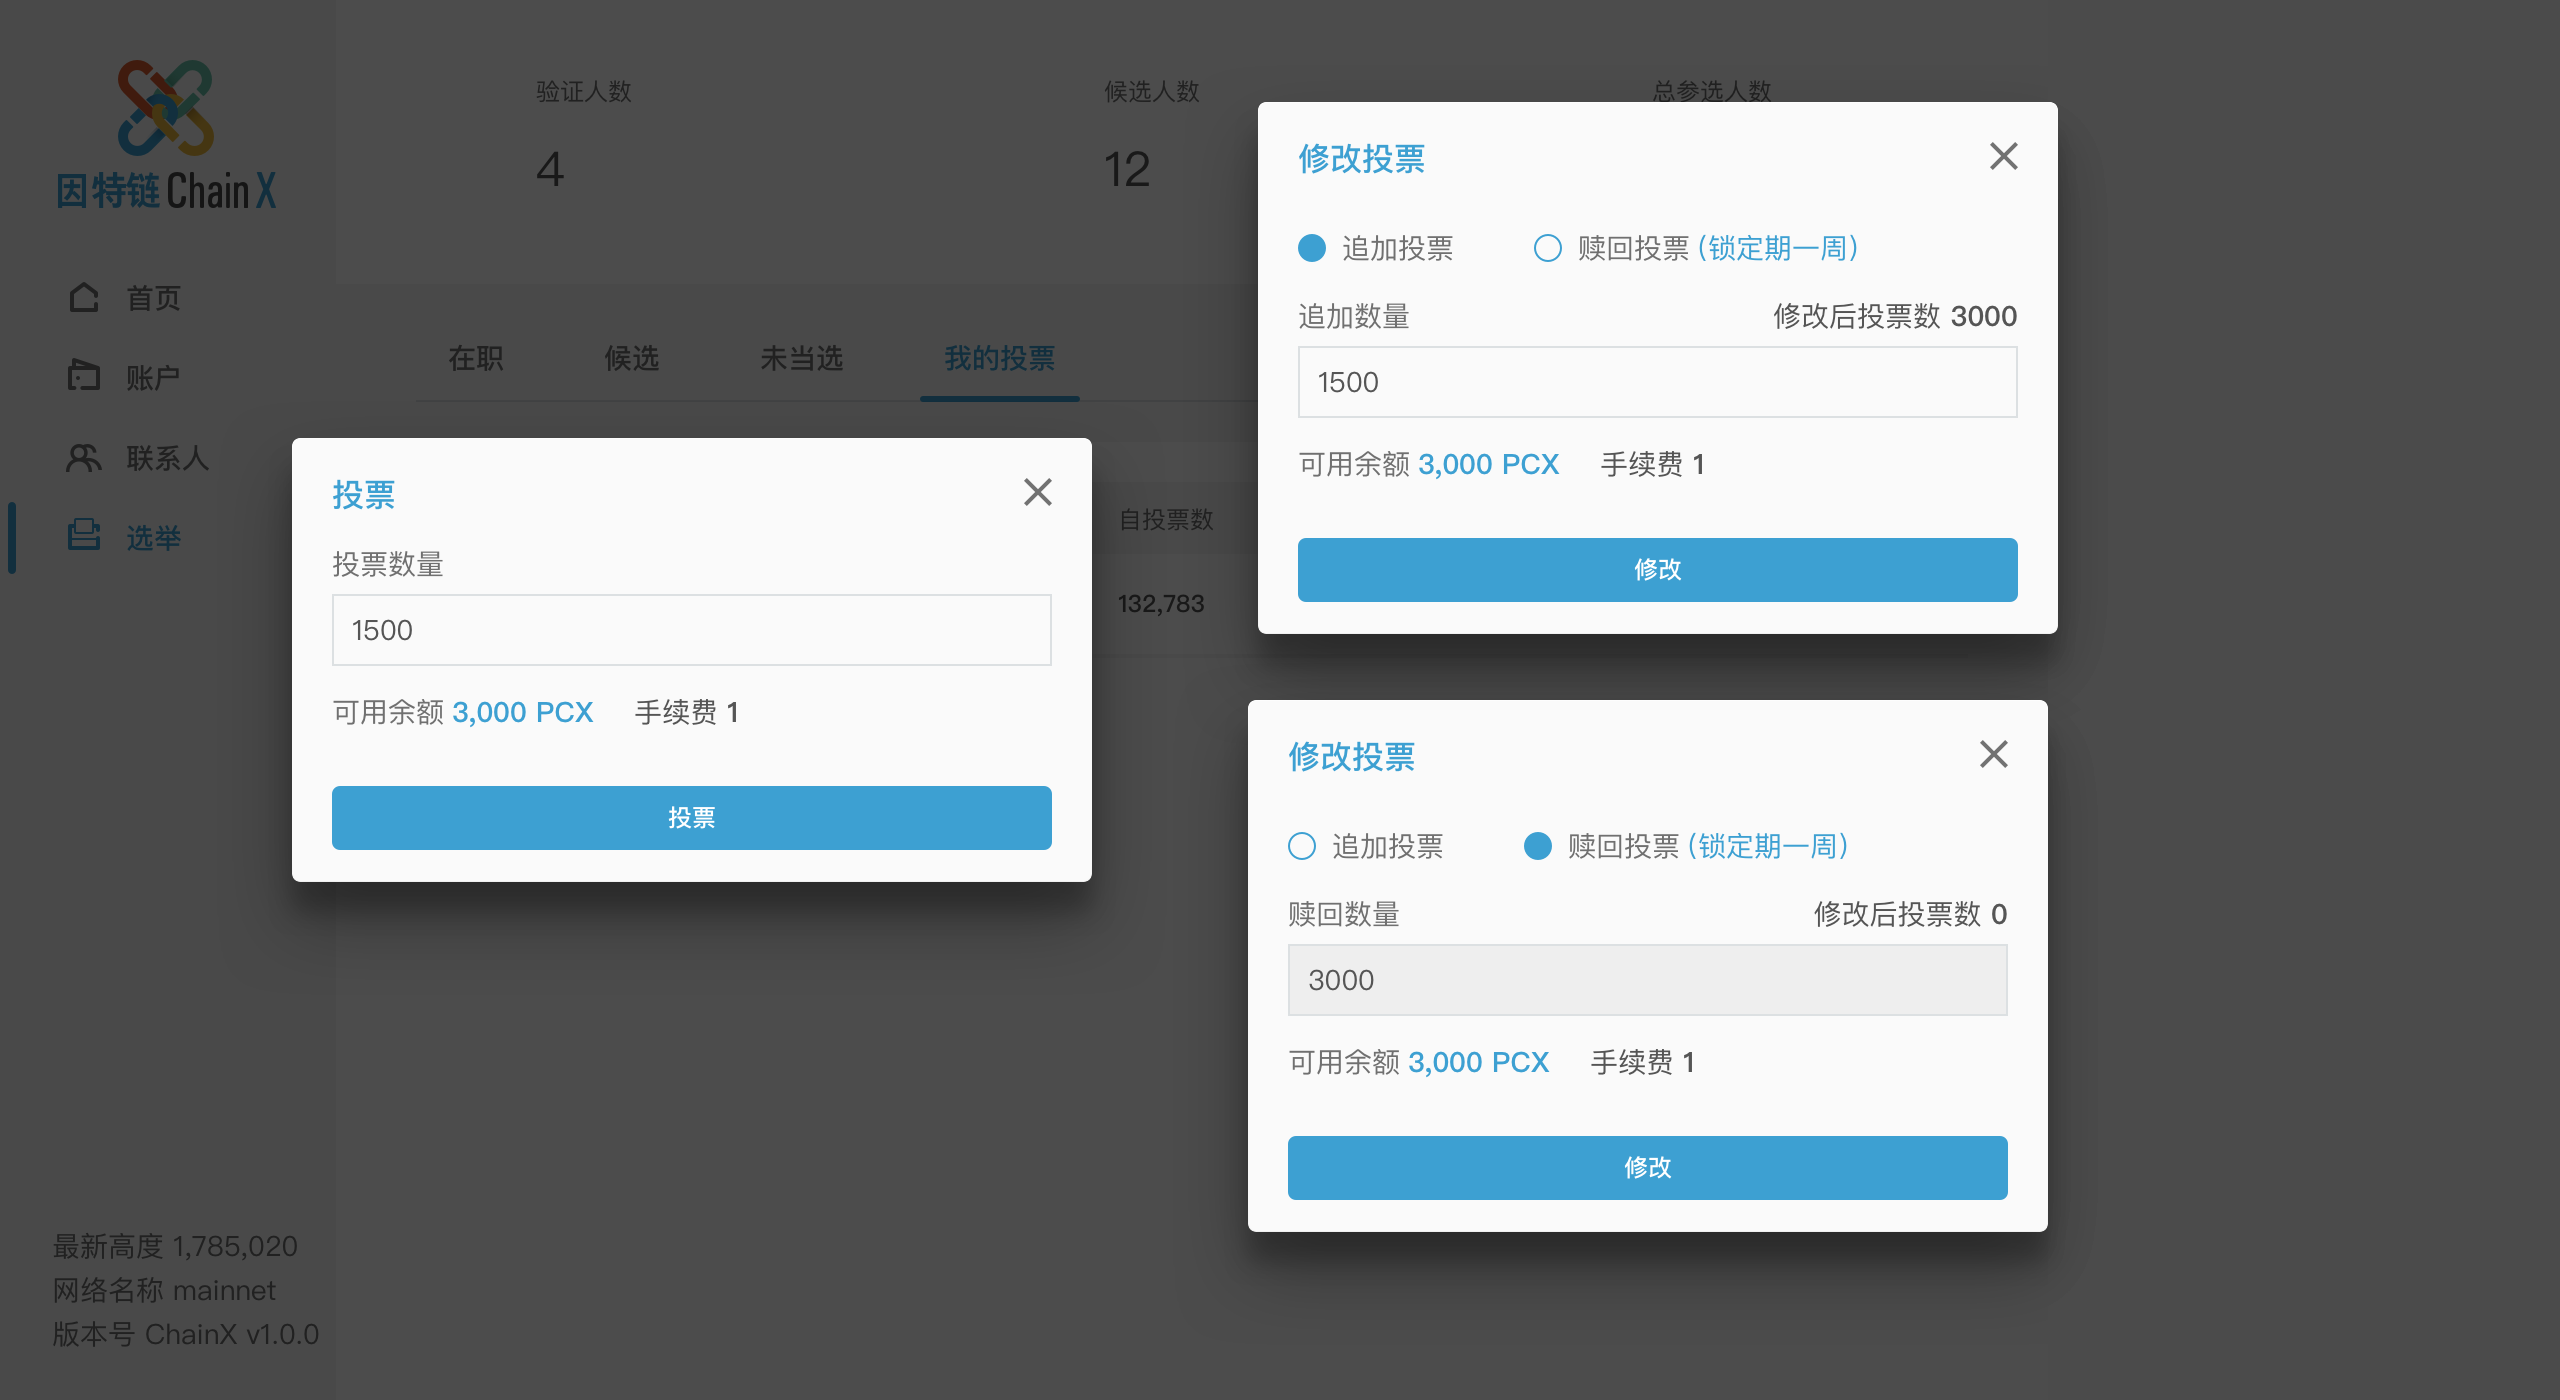 因特链 ChainX
首页
账户
联系人
选举
最新高度 1,785,020
网络名称 mainnet
版本号 ChainX v1.0.0
验证人数
4
候选人数
12
总参选人数
在职
候选
未当选
我的投票
自投票数
132,783
投票
投票数量
1500
可用余额 3,000 PCX 手续费 1
投票
修改投票
追加投票
赎回投票 (锁定期一周)
追加数量
修改后投票数 3000
1500
可用余额 3,000 PCX 手续费 1
修改
修改投票
追加投票
赎回投票 (锁定期一周)
赎回数量
修改后投票数 0
3000
可用余额 3,000 PCX 手续费 1
修改